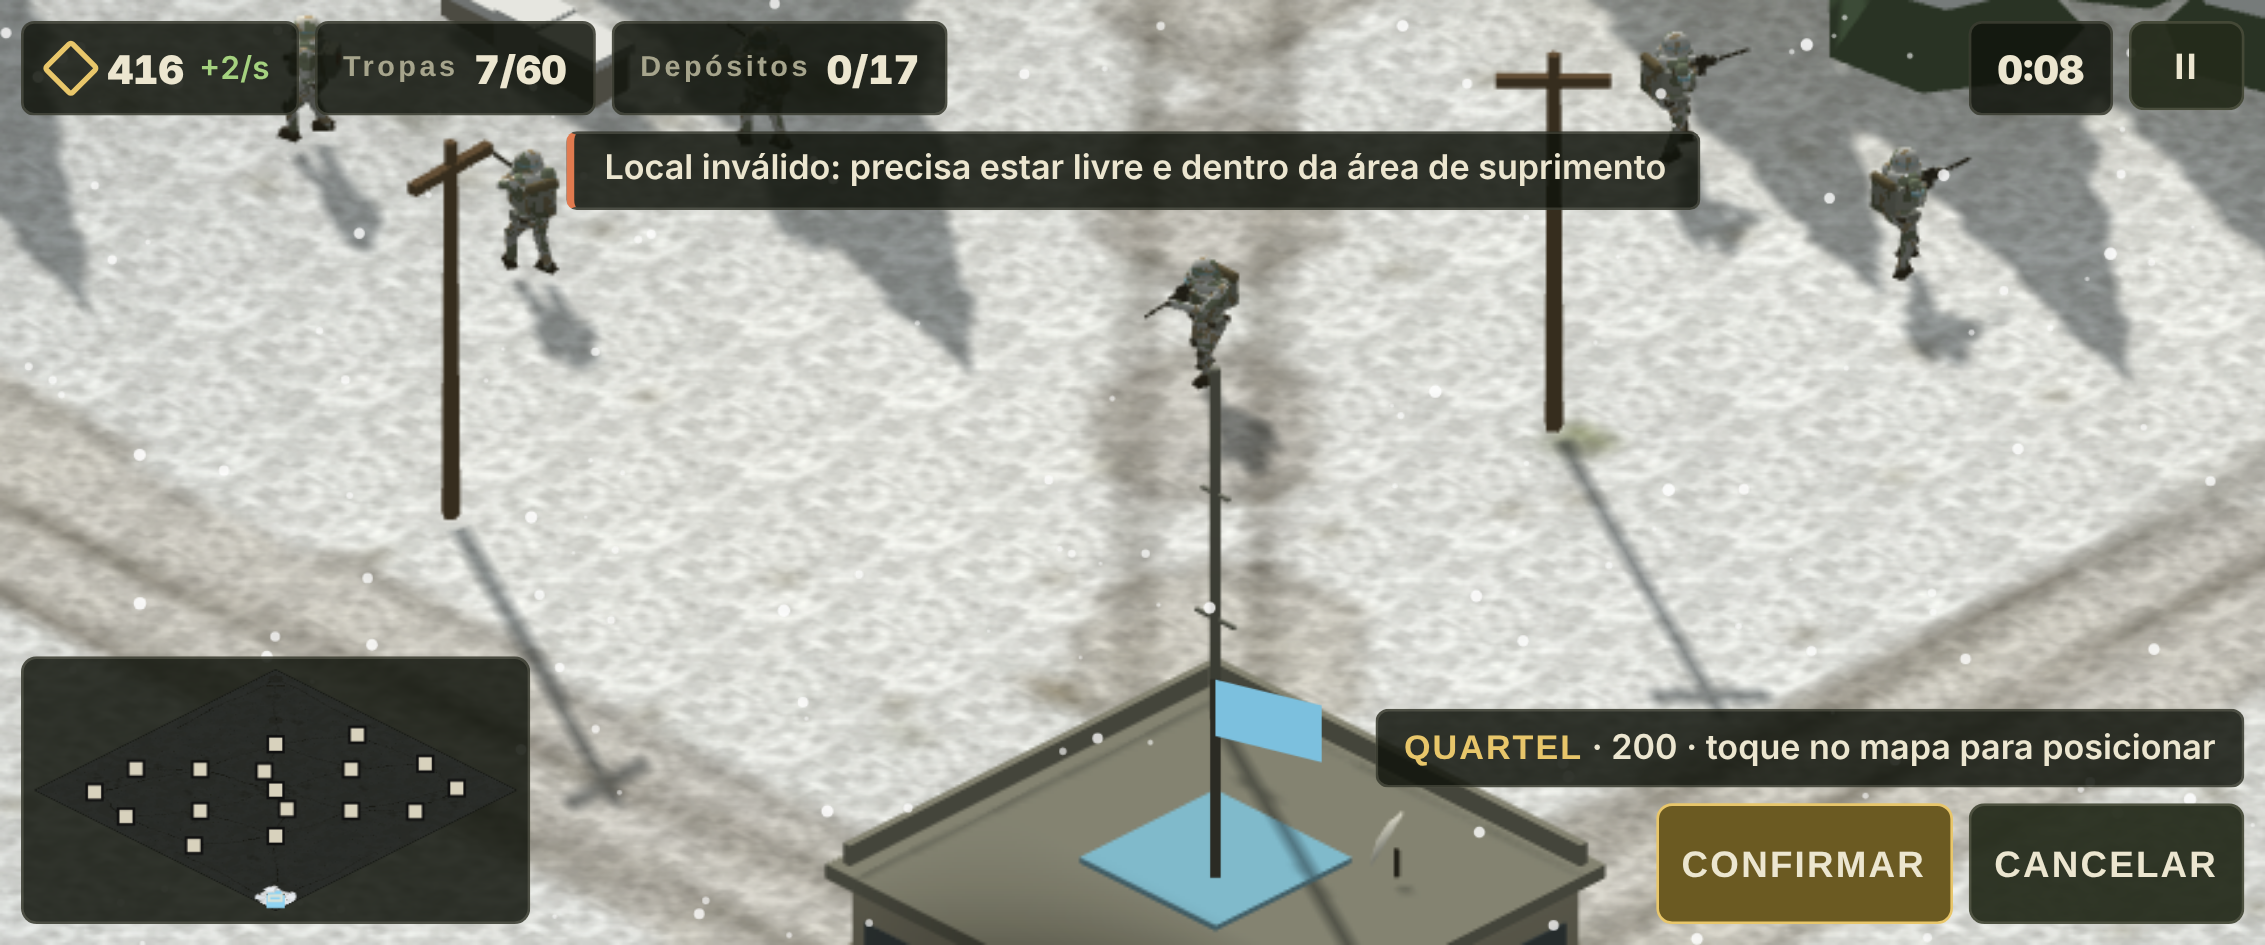 416 +2/s
Tropas 7/60
Depósitos 0/17
0:08
Local inválido: precisa estar livre e dentro da área de suprimento
QUARTEL · 200 · toque no mapa para posicionar
CONFIRMAR
CANCELAR